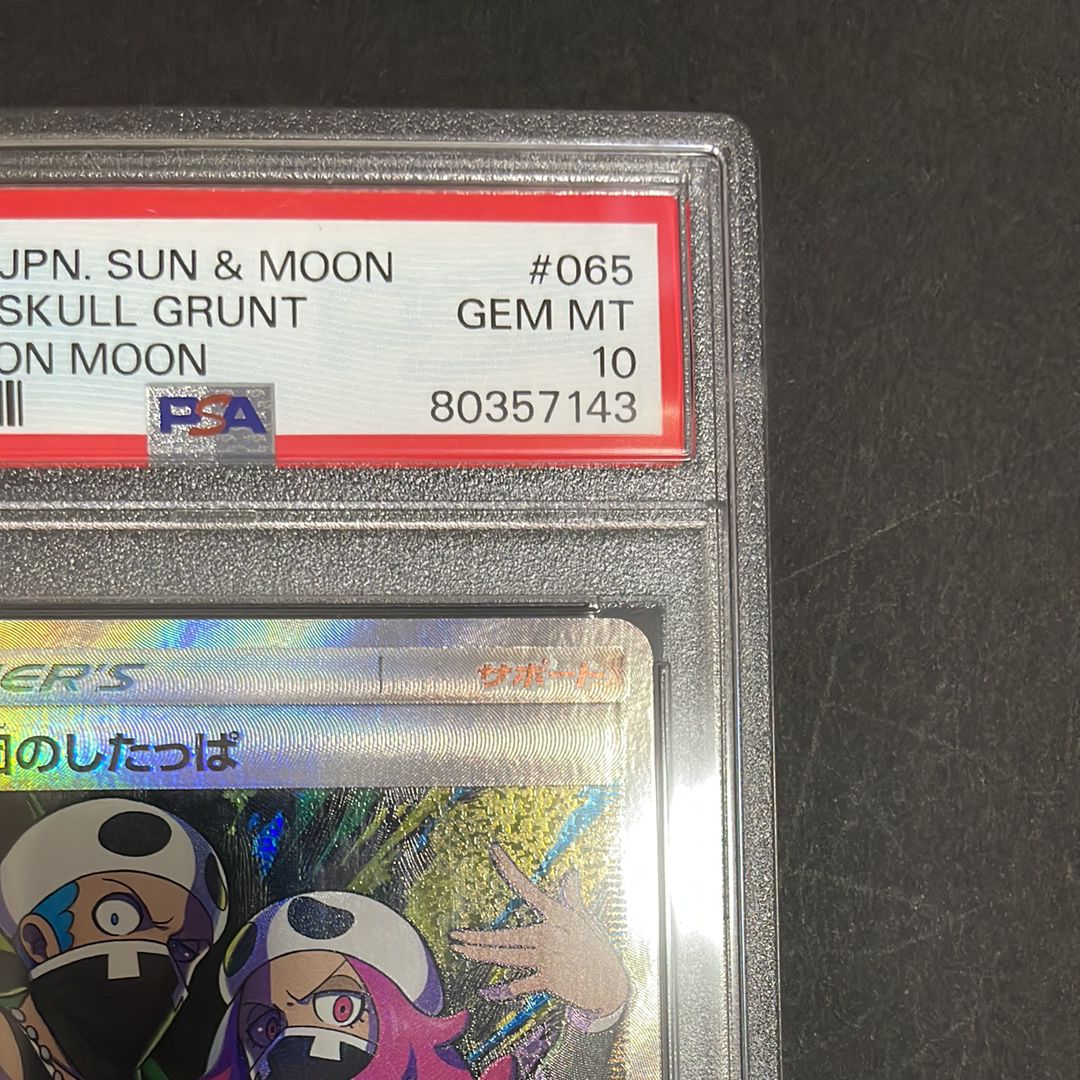 JPN. SUN & MOON #065
SKULL GRUNT GEM MT
ON MOON 10
PSA 80357143
ER'S サポート
のしたっぱ